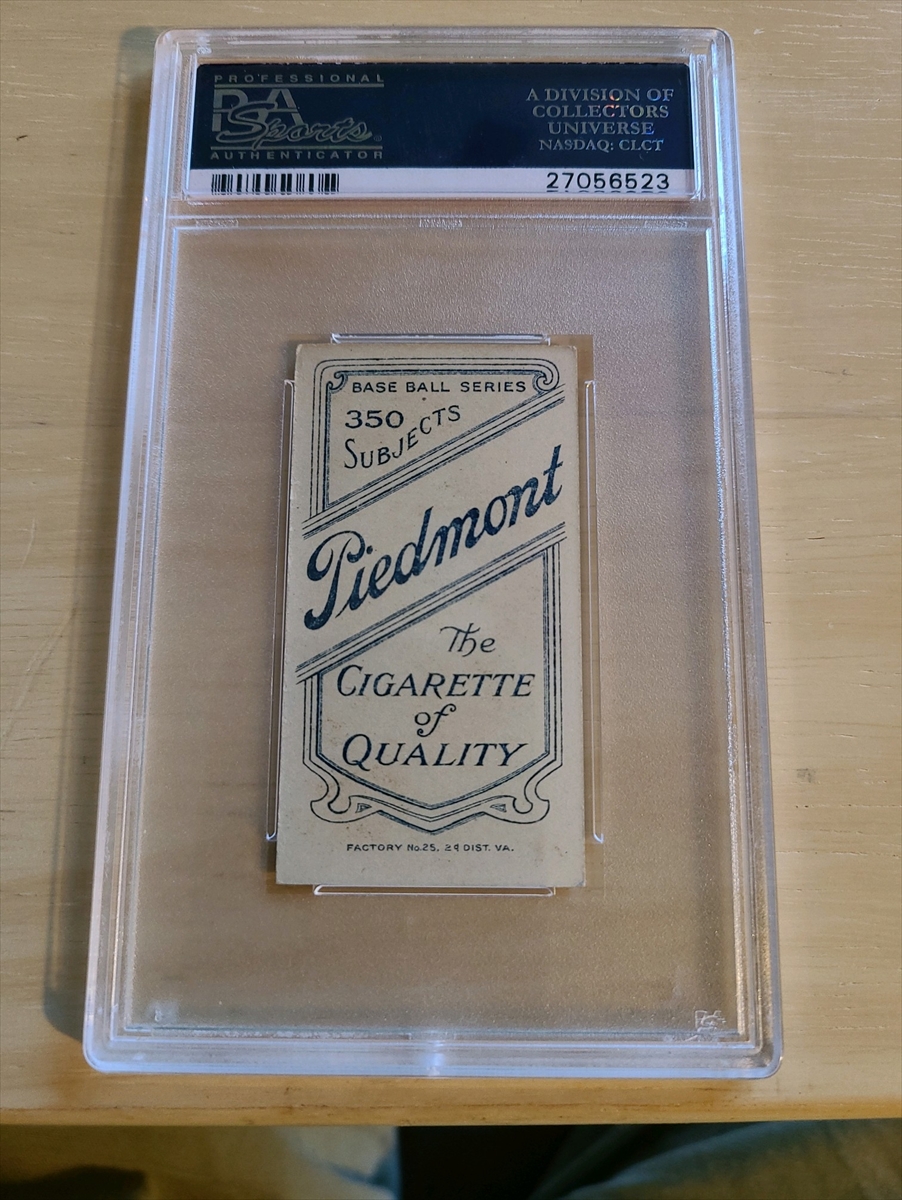 PROFESSIONAL
PSA
Sports
AUTHENTICATOR
A DIVISION OF
COLLECTORS
UNIVERSE
NASDAQ: CLCT
27056523
BASE BALL SERIES
350
SUBJECTS
Piedmont
The
CIGARETTE
of
QUALITY
FACTORY No. 25, 2d DIST. VA.